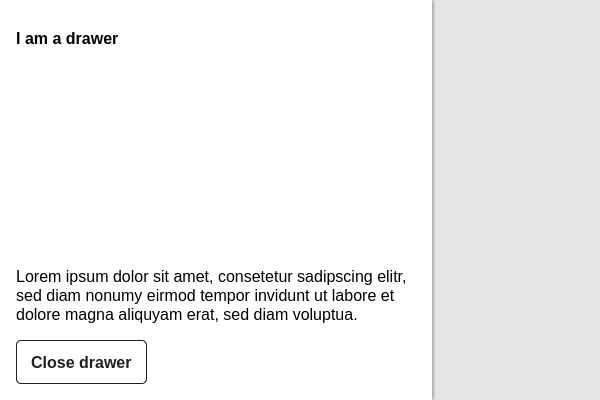 I am a drawer
Lorem ipsum dolor sit amet, consetetur sadipscing elitr,
sed diam nonumy eirmod tempor invidunt ut labore et
dolore magna aliquyam erat, sed diam voluptua.
Close drawer